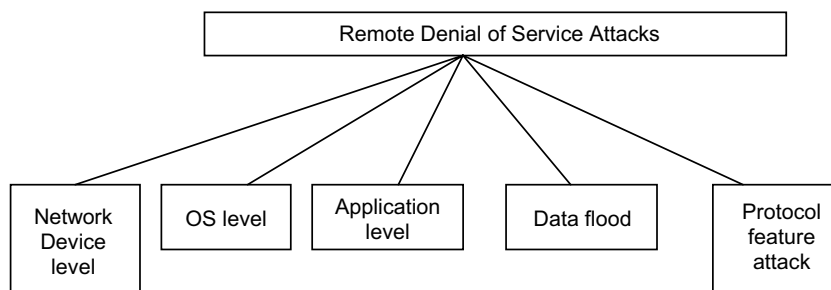 Remote Denial of Service Attacks
Network
Device
level
OS level
Application
level
Data flood
Protocol
feature
attack